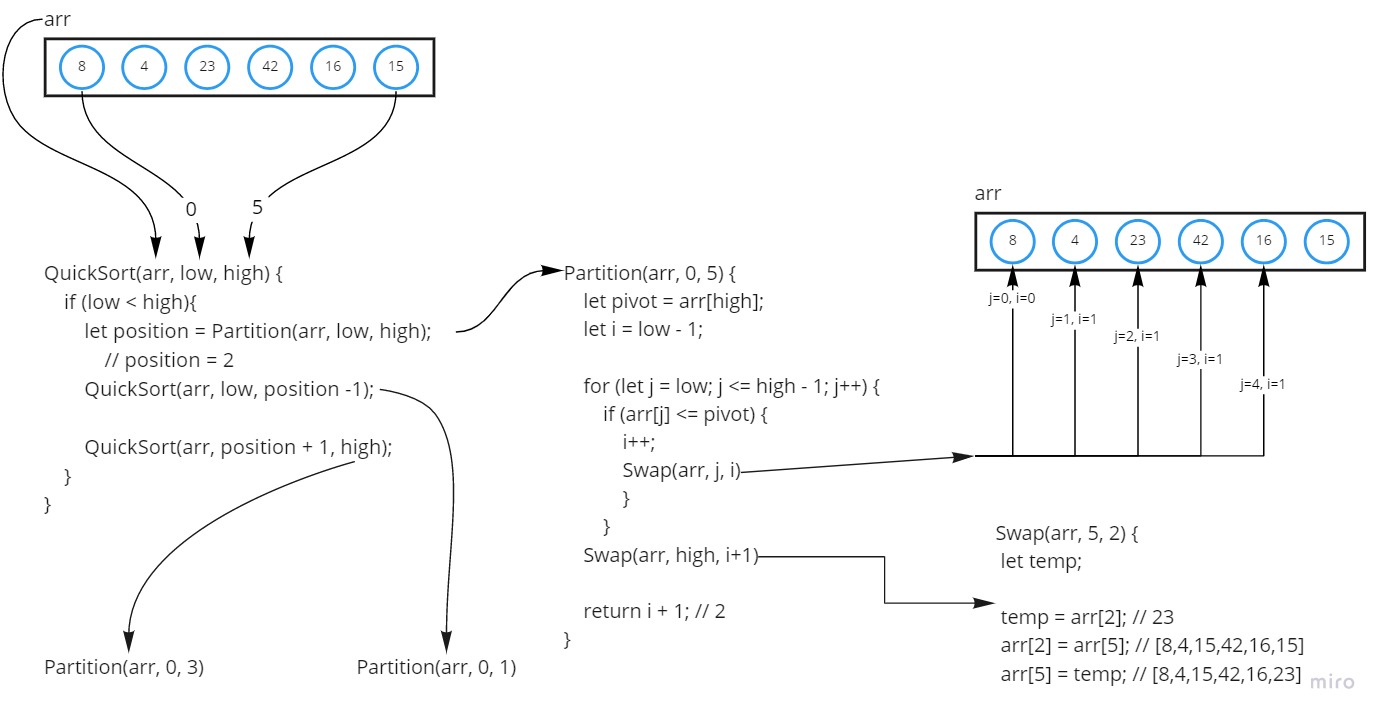 arr
8 4 23 42 16 15
0 5
QuickSort(arr, low, high) {
if (low < high){
let position = Partition(arr, low, high);
// position = 2
QuickSort(arr, low, position -1);
QuickSort(arr, position + 1, high);
}
}
Partition(arr, 0, 3)
Partition(arr, 0, 1)
Partition(arr, 0, 5) {
let pivot = arr[high];
let i = low - 1;
for (let j = low; j <= high - 1; j++) {
if (arr[j] <= pivot) {
i++;
Swap(arr, j, i)
}
}
Swap(arr, high, i+1)
return i + 1; // 2
}
arr
8 4 23 42 16 15
j=0, i=0
j=1, i=1
j=2, i=1
j=3, i=1
j=4, i=1
Swap(arr, 5, 2) {
let temp;
temp = arr[2]; // 23
arr[2] = arr[5]; // [8,4,15,42,16,15]
arr[5] = temp; // [8,4,15,42,16,23]
miro